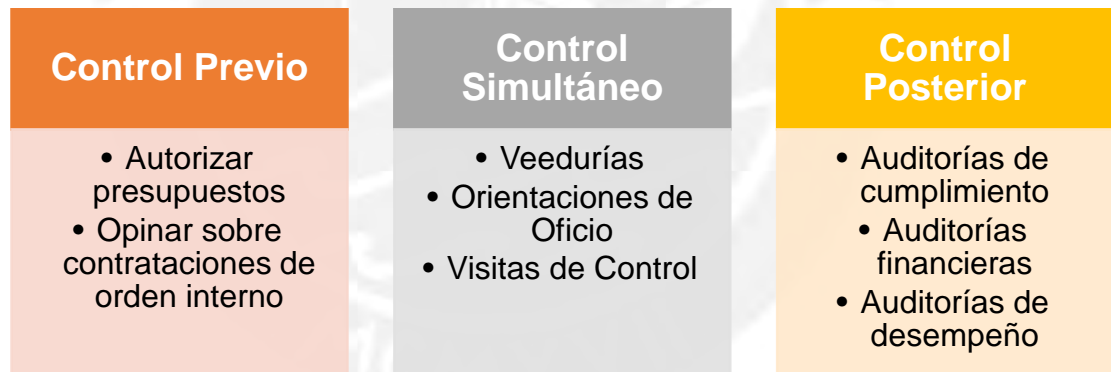 Control Previo
• Autorizar
presupuestos
• Opinar sobre
contrataciones de
orden interno
Control
Simultáneo
• Veedurías
• Orientaciones de
Oficio
• Visitas de Control
Control
Posterior
• Auditorías de
cumplimiento
• Auditorías
financieras
• Auditorías de
desempeño